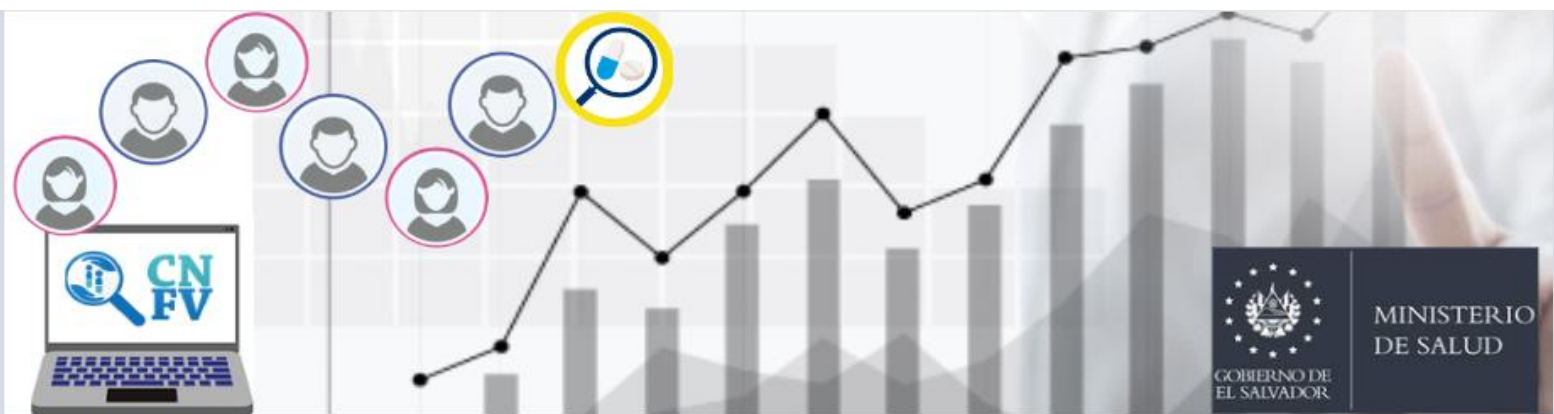 CN
FV
GOBIERNO DE
EL SALVADOR
MINISTERIO
DE SALUD